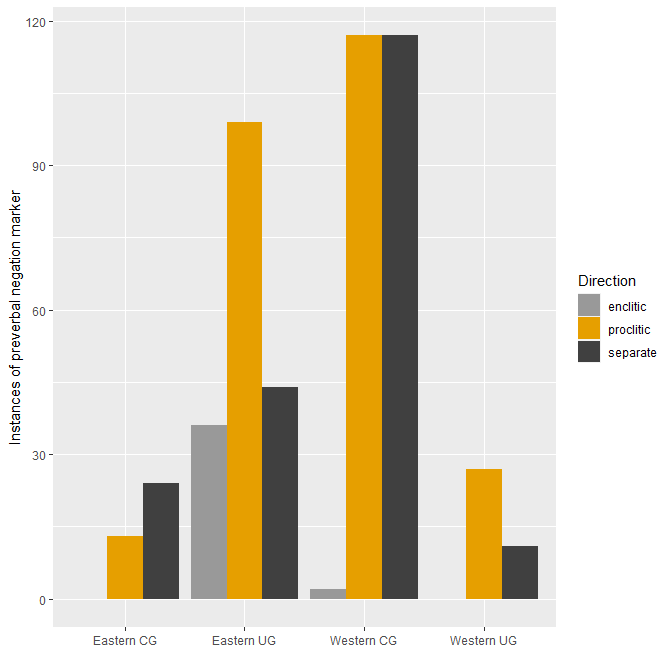 Instances of preverbal negation marker
120
90
60
30
0
Eastern CG
Eastern UG
Western CG
Western UG
Direction
enclitic
proclitic
separate